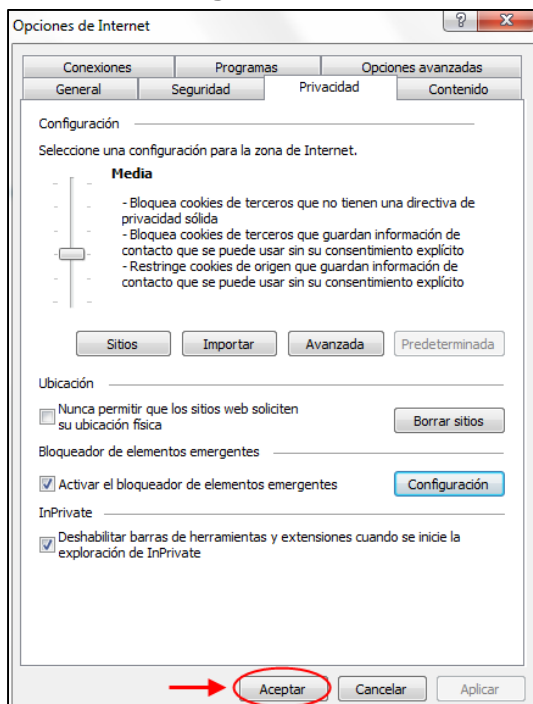 Opciones de Internet
Conexiones Programas Opciones avanzadas
General Seguridad Privacidad Contenido
Configuración
Seleccione una configuración para la zona de Internet.
Media
- Bloquea cookies de terceros que no tienen una directiva de
privacidad sólida
- Bloquea cookies de terceros que guardan información de
contacto que se puede usar sin su consentimiento explícito
- Restringe cookies de origen que guardan información de
contacto que se puede usar sin su consentimiento explícito
Sitios Importar Avanzada Predeterminada
Ubicación
Nunca permitir que los sitios web soliciten
su ubicación física
Borrar sitios
Bloqueador de elementos emergentes
Activar el bloqueador de elementos emergentes Configuración
InPrivate
Deshabilitar barras de herramientas y extensiones cuando se inicie la
exploración de InPrivate
Aceptar Cancelar Aplicar